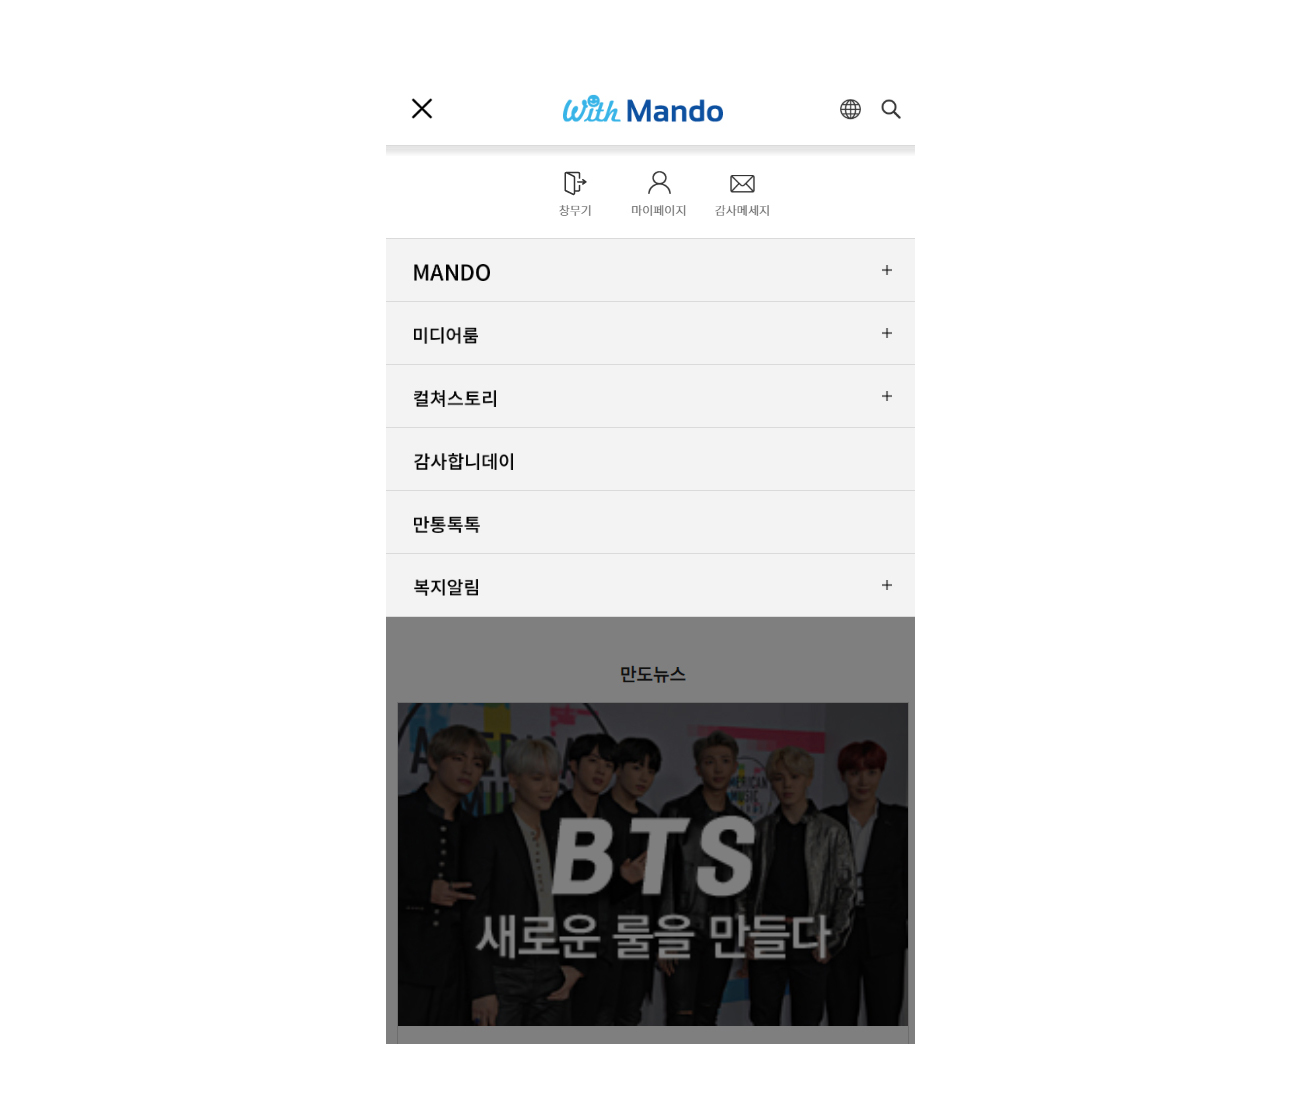 With Mando
창무기 마이페이지 감사메세지
MANDO
미디어룸
컬쳐스토리
감사합니데이
만통톡톡
복지알림
만도뉴스
BTS
새로운 룰을 만들다